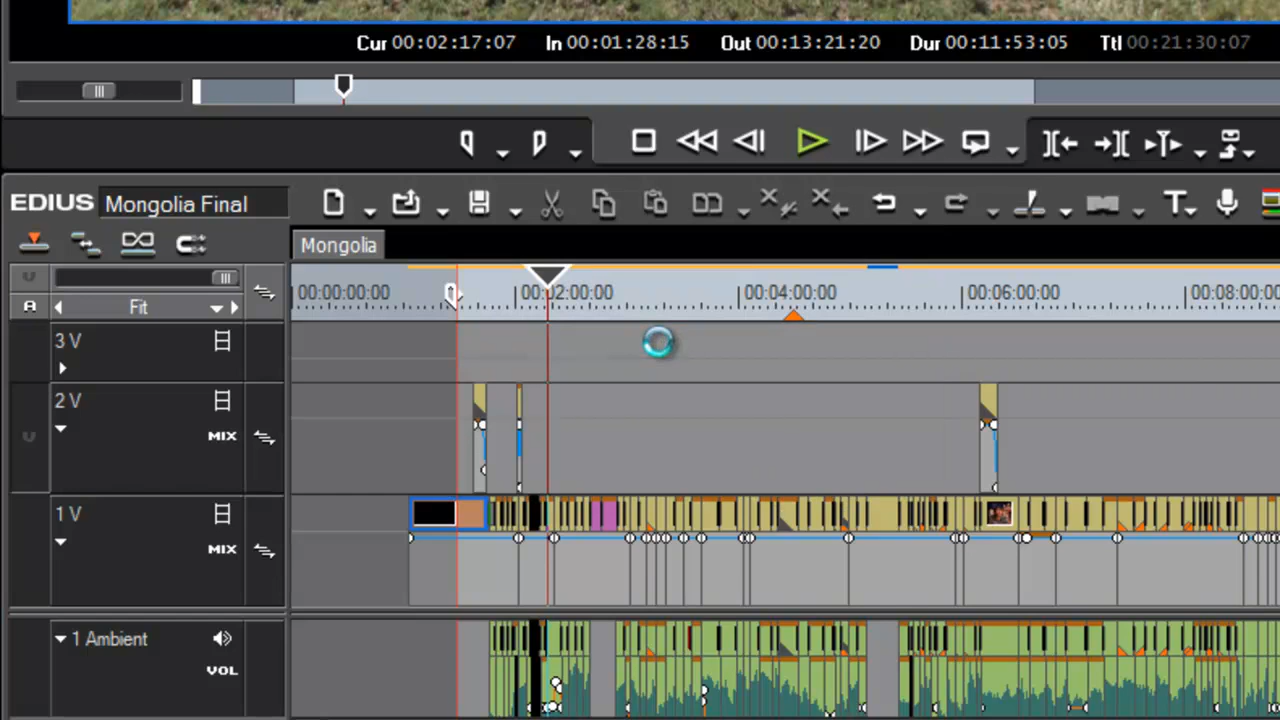 Cur 00:02:17:07 In 00:01:28:15 Out 00:13:21:20 Dur 00:11:53:05 Ttl 00:21:30:07
EDIUS Mongolia Final
Mongolia
A Fit 00:00:00:00 00:02:00:00 00:04:00:00 00:06:00:00 00:08:00:00
3 V
2 V
MIX
1 V
MIX
1 Ambient
VOL